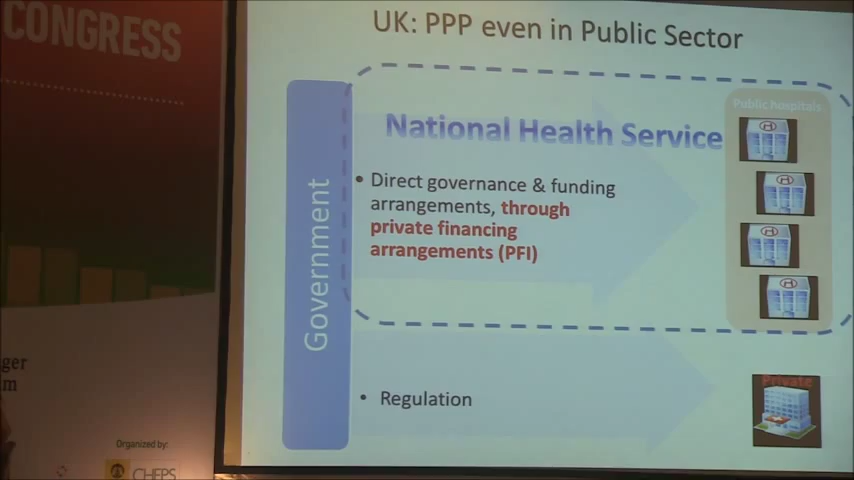 CONGRESS
UK: PPP even in Public Sector
Public hospitals
National Health Service
Government
• Direct governance & funding
arrangements, through
private financing
arrangements (PFI)
• Regulation
Private
ger
m
Organized by:
CHEPS